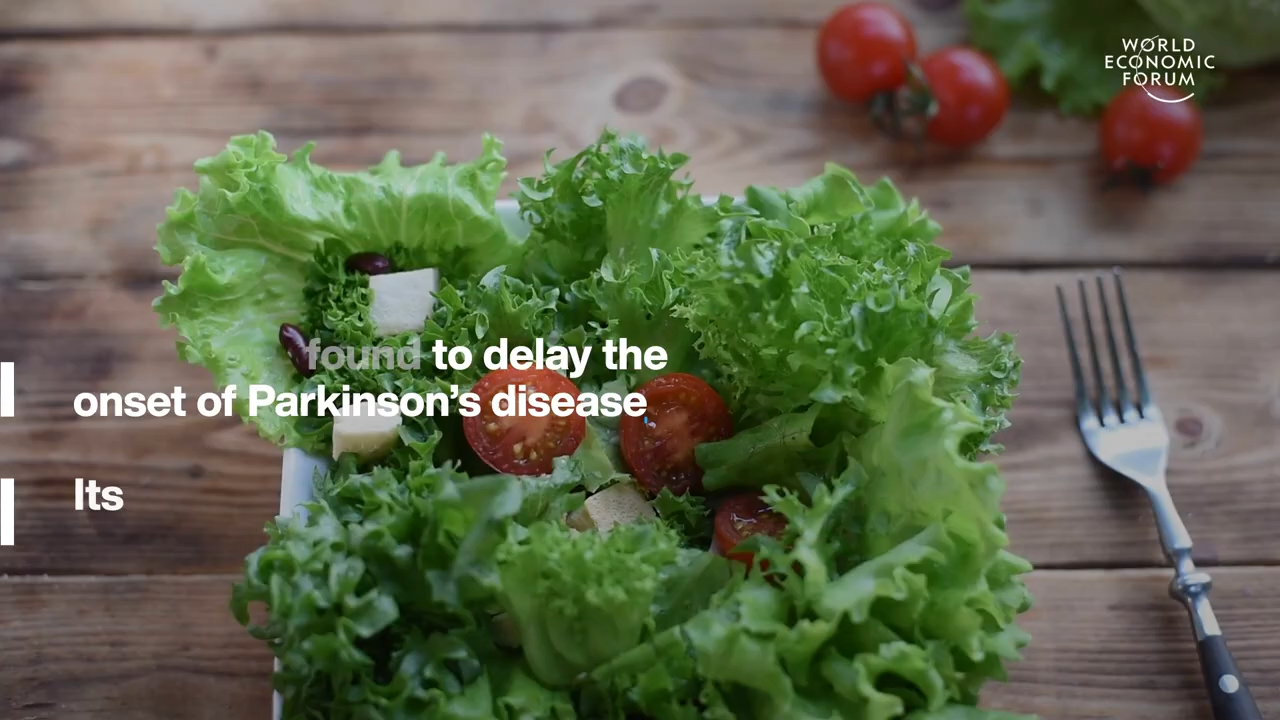 WORLD
ECONOMIC
FORUM
found to delay the
onset of Parkinson’s disease
Its